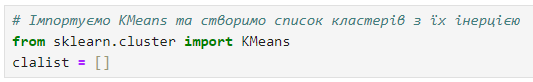 # Імпортуємо KMeans та створимо список кластерів з їх інерцією
from sklearn.cluster import KMeans
clalist = []